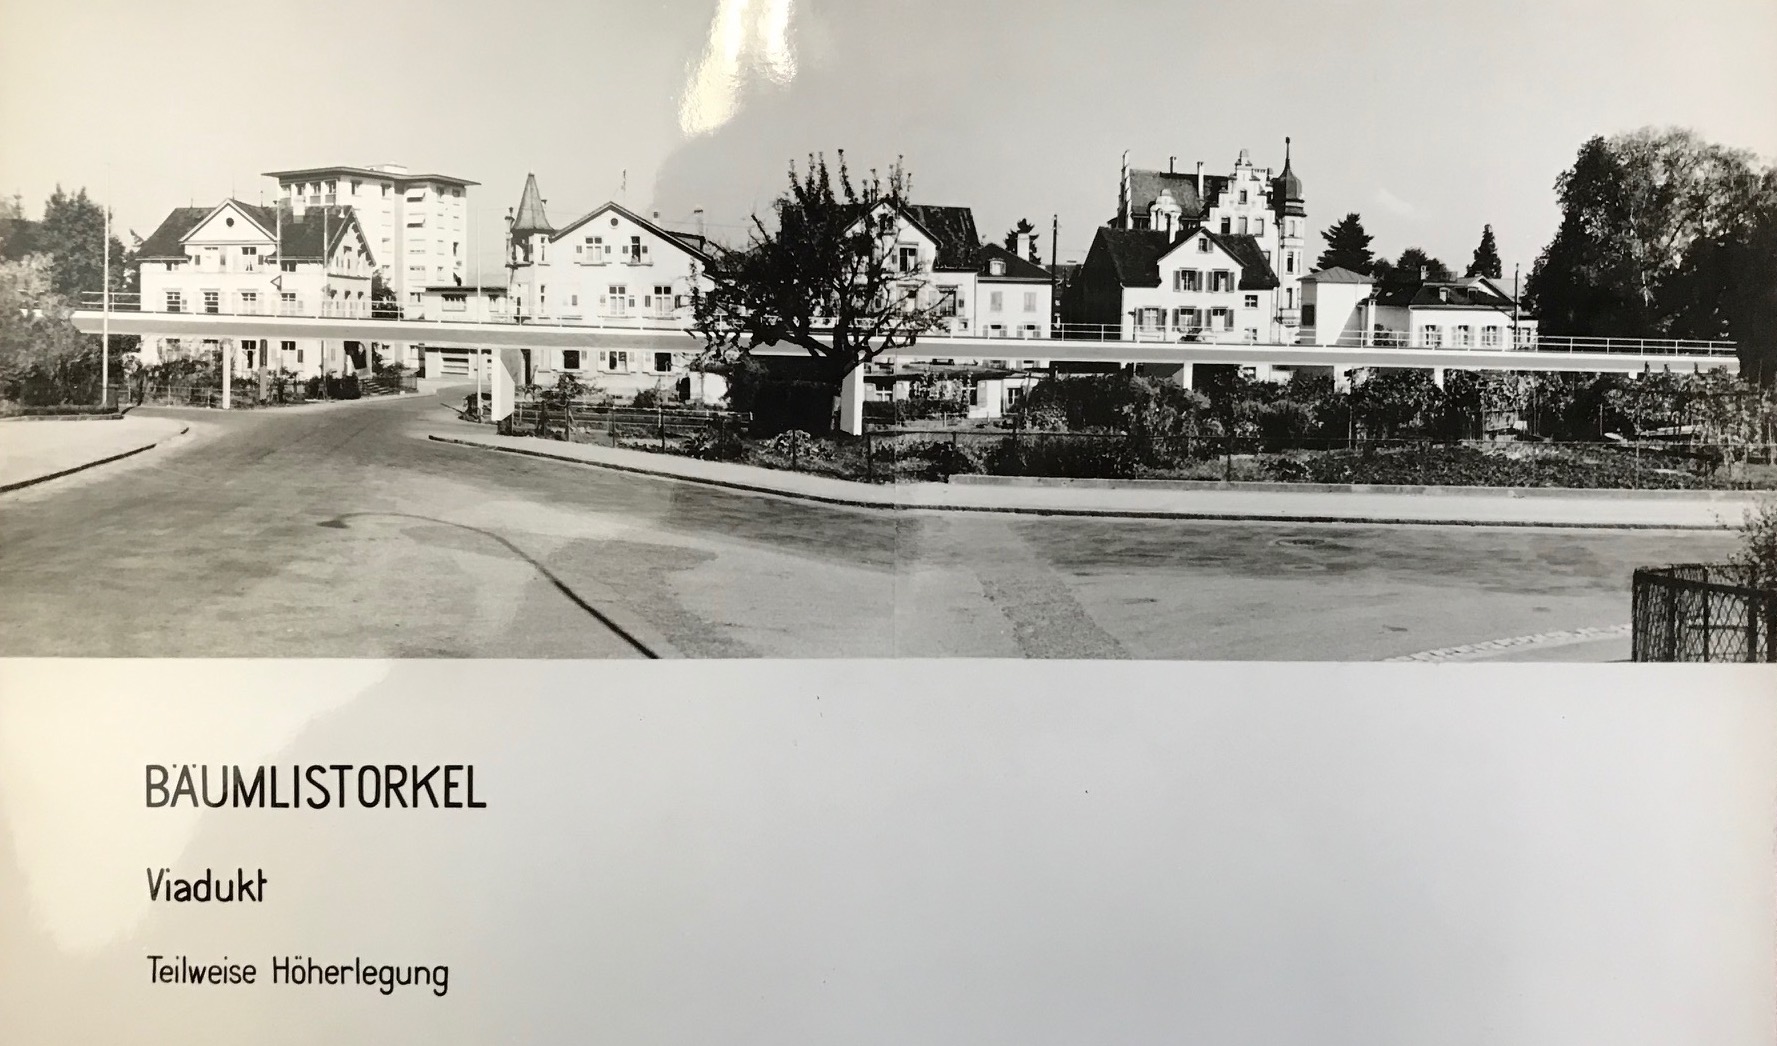 BÄUMLISTORKEL
Viadukt
Teilweise Höherlegung